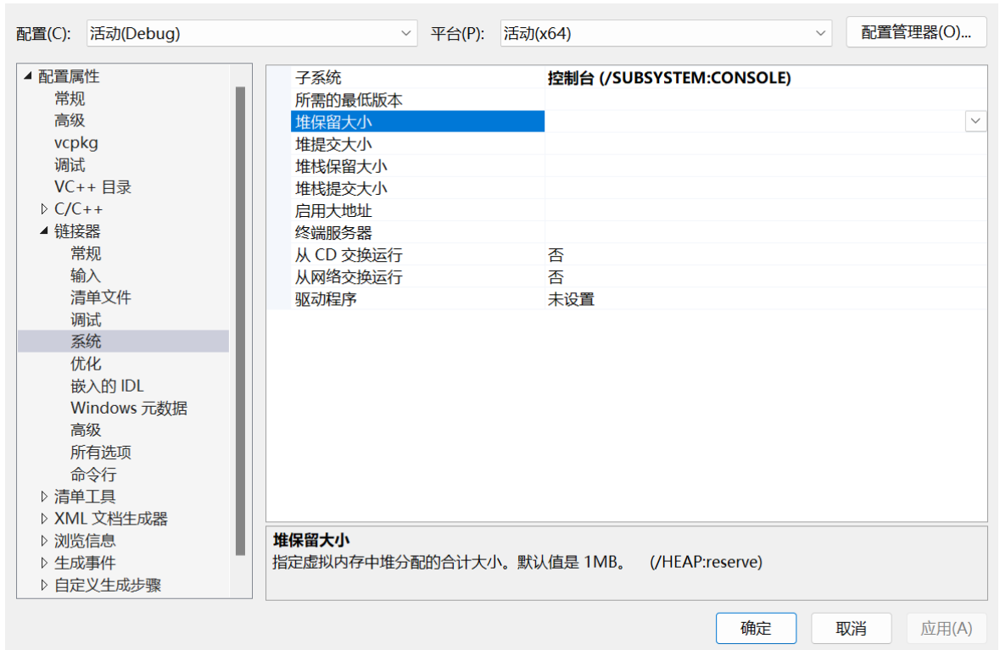 配置(C): 活动(Debug) 平台(P): 活动(x64) 配置管理器(O)...
配置属性
常规
高级
vcpkg
调试
VC++ 目录
C/C++
链接器
常规
输入
清单文件
调试
系统
优化
嵌入的 IDL
Windows 元数据
高级
所有选项
命令行
清单工具
XML 文档生成器
浏览信息
生成事件
自定义生成步骤
子系统 控制台 (/SUBSYSTEM:CONSOLE)
所需的最低版本
堆保留大小
堆提交大小
堆栈保留大小
堆栈提交大小
启用大地址
终端服务器
从 CD 交换运行 否
从网络交换运行 否
驱动程序 未设置
堆保留大小
指定虚拟内存中堆分配的合计大小。默认值是 1MB。 (/HEAP:reserve)
确定 取消 应用(A)